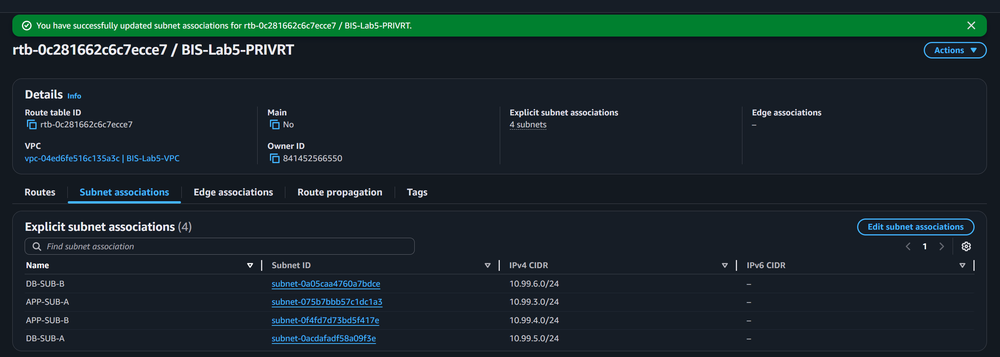 You have successfully updated subnet associations for rtb-0c281662c6c7ecce7 / BIS-Lab5-PRIVRT.
rtb-0c281662c6c7ecce7 / BIS-Lab5-PRIVRT
Actions
Details Info
Route table ID
rtb-0c281662c6c7ecce7
Main
No
Explicit subnet associations
4 subnets
Edge associations
–
VPC
vpc-04ed6fe516c135a3c | BIS-Lab5-VPC
Owner ID
841452566550
Routes
Subnet associations
Edge associations
Route propagation
Tags
Explicit subnet associations (4)
Edit subnet associations
Find subnet association
1
Name Subnet ID IPv4 CIDR IPv6 CIDR
DB-SUB-B subnet-0a05caa4760a7bdce 10.99.6.0/24 –
APP-SUB-A subnet-075b7bbb57c1dc1a3 10.99.3.0/24 –
APP-SUB-B subnet-0f4fd7d73bd5f417e 10.99.4.0/24 –
DB-SUB-A subnet-0acdafadf58a09f3e 10.99.5.0/24 –